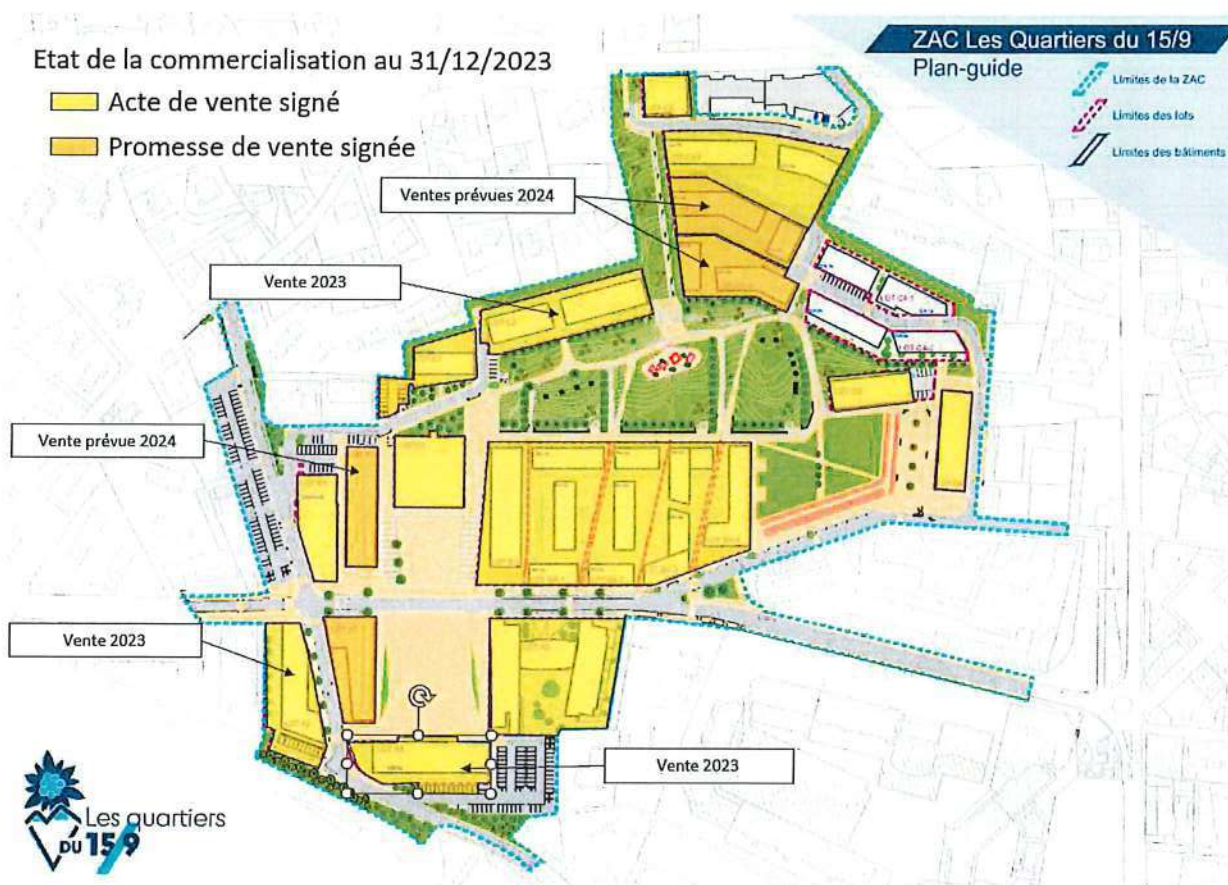 Etat de la commercialisation au 31/12/2023
Acte de vente signé
Promesse de vente signée
ZAC Les Quartiers du 15/9
Plan-guide
Limites de la ZAC
Limites des lots
Limites des bâtiments
Ventes prévues 2024
Vente 2023
Vente prévue 2024
Vente 2023
Vente 2023
Les quartiers
DU 15/9